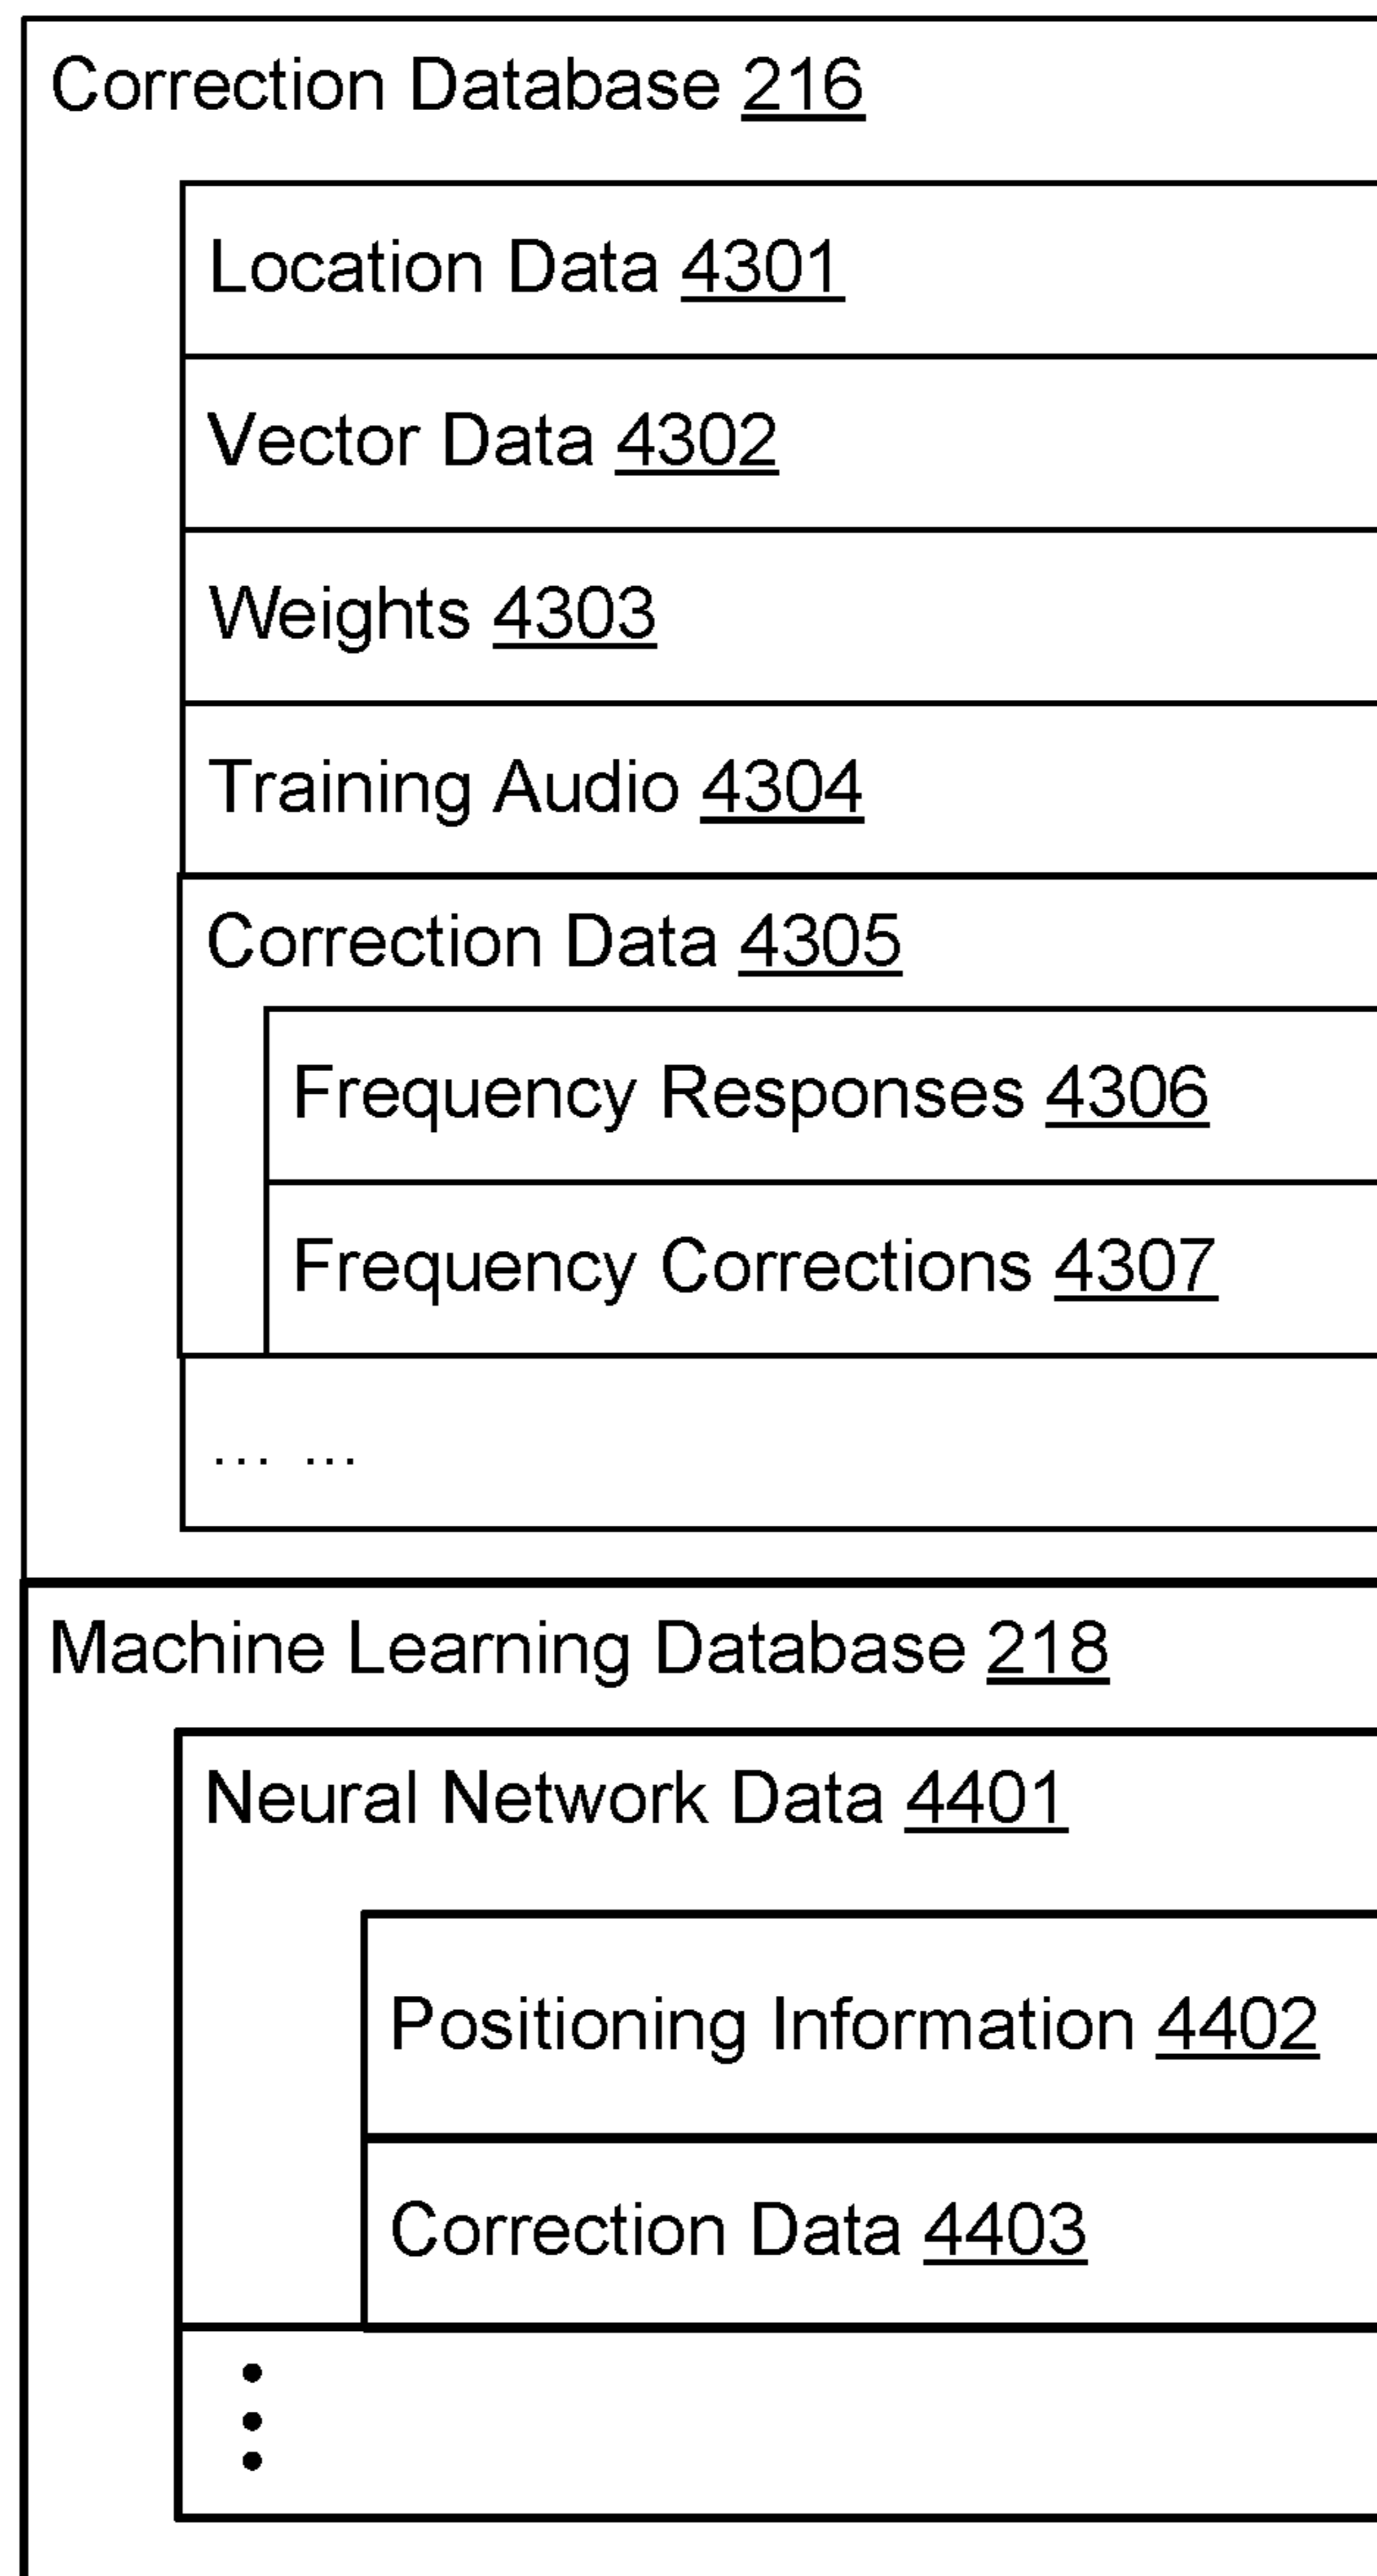 Correction Database 216
Location Data 4301
Vector Data 4302
Weights 4303
Training Audio 4304
Correction Data 4305
Frequency Responses 4306
Frequency Corrections 4307
… ...
Machine Learning Database 218
Neural Network Data 4401
Positioning Information 4402
Correction Data 4403